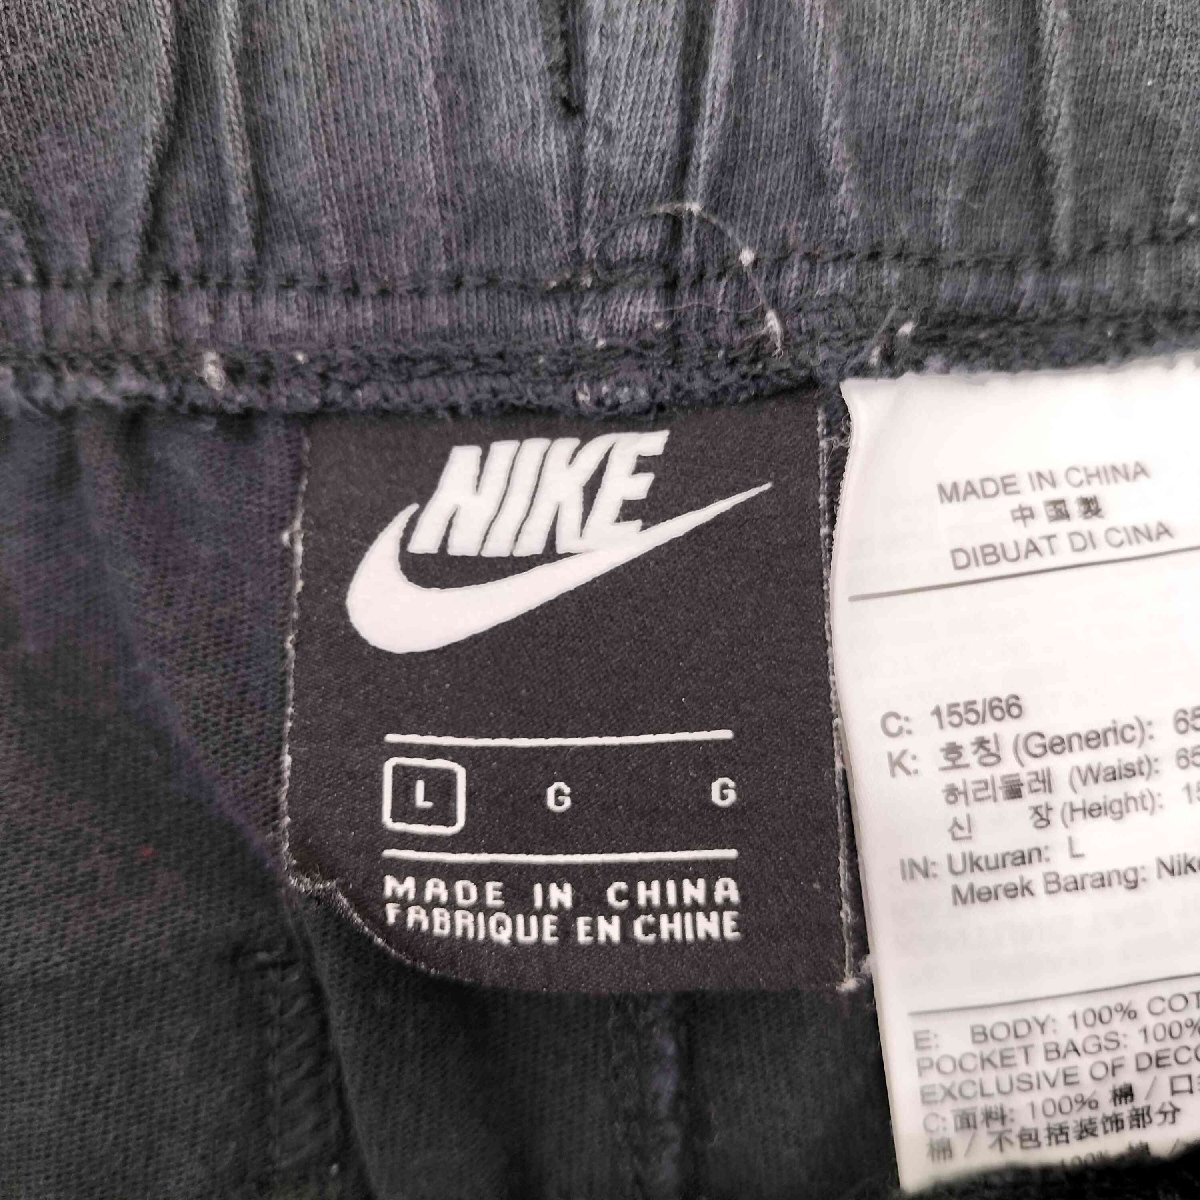 NIKE
L G G
MADE IN CHINA
FABRIQUE EN CHINE
MADE IN CHINA
中國製
DIBUAT DI CINA
C: 155/66
K: 호칭 (Generic): 65
허리둘레 (Waist): 65
신 장 (Height): 15
IN: Ukuran: L
Merek Barang: Nik
E: BODY: 100% COT
POCKET BAGS: 100%
EXCLUSIVE OF DECO
C: 面料: 100% 棉 / 口
棉 / 不包括装饰部分
100% 棉